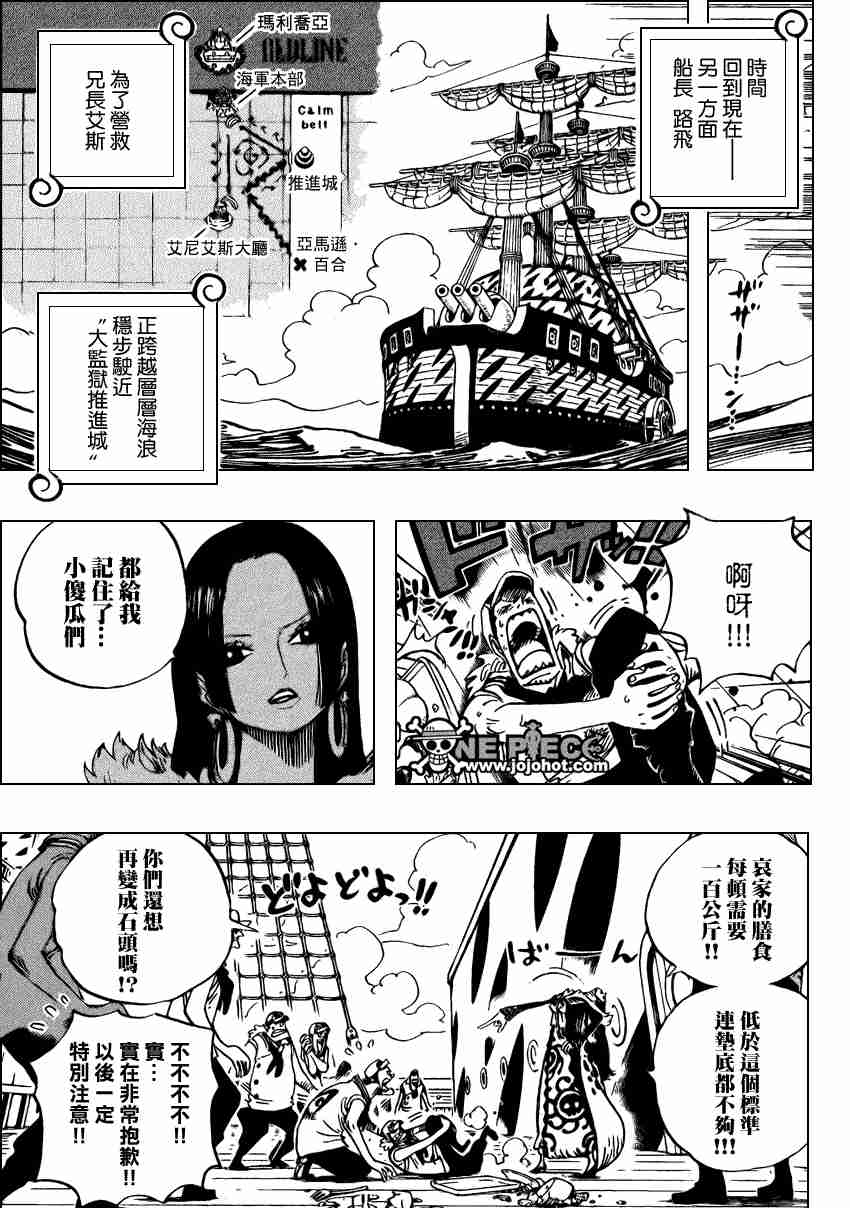 時間
回到現在——
另一方面
船長 路飛
為了營救
兄長艾斯
瑪利喬亞
REDLINE
海軍本部
Calm
belt
推進城
艾尼艾斯大廳
亞馬遜·
百合
正跨越層層海浪
穩步駛近
“大監獄推進城”
ザザ…
啊呀!!!
ドサッ!!
ONE PIECE
www.jojohot.com
都給我
記住了…
小傻瓜們
哀家的膳食
每頓需要
一百公斤!!
低於這個標準
連墊底都不夠!!!
ばーん
どよどよっ!!
你們還想
再變成石頭嗎!?
不不不不!!
實…
實在非常抱歉!!
以後一定
特別注意!!